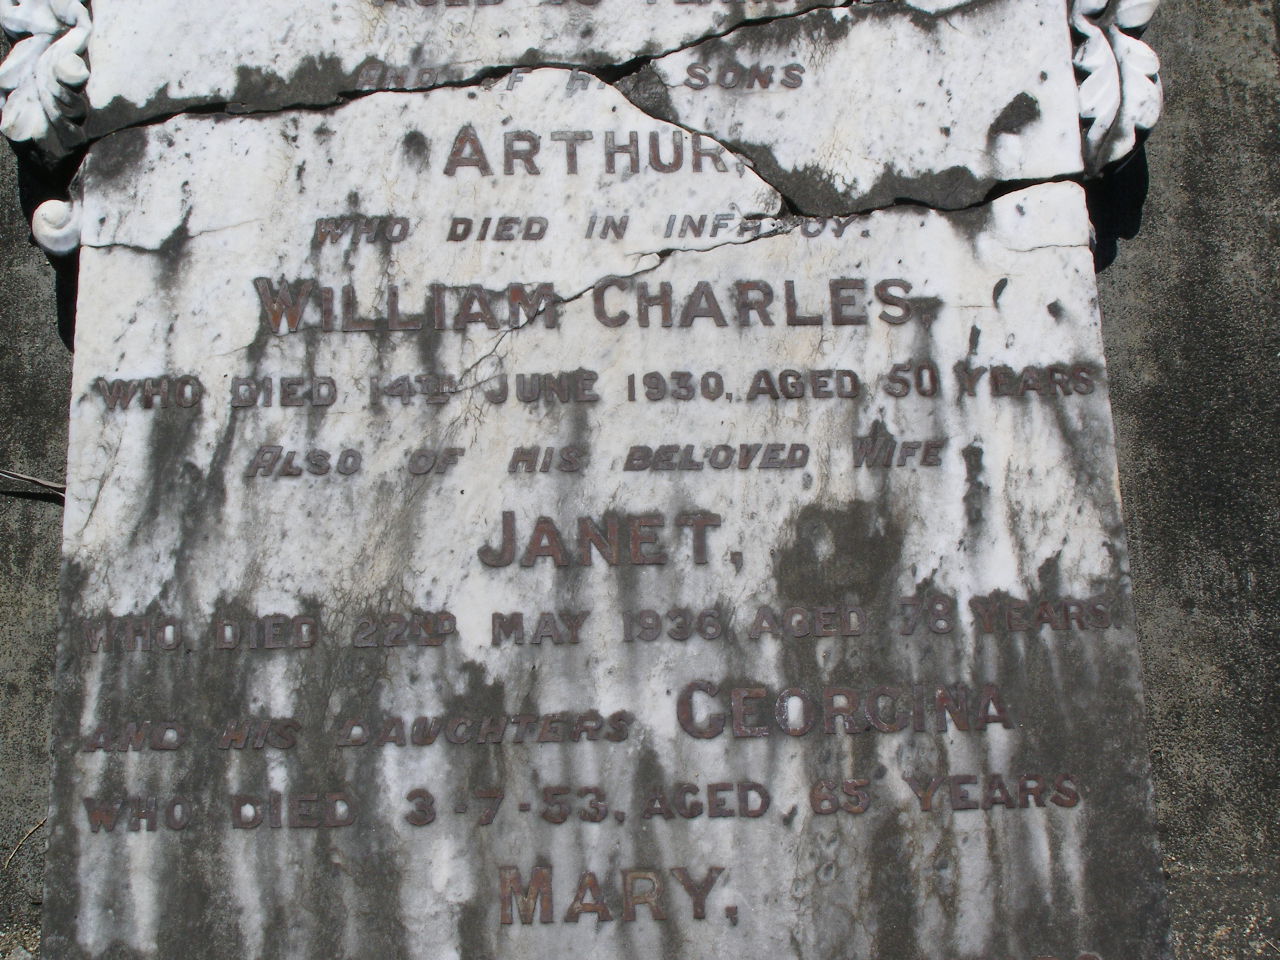 AND OF HIS SONS
ARTHUR,
WHO DIED IN INFANCY.
WILLIAM CHARLES
WHO DIED 14TH JUNE 1930, AGED 50 YEARS
ALSO OF HIS BELOVED WIFE
JANET,
WHO DIED 22ND MAY 1936 AGED 78 YEARS.
AND HIS DAUGHTERS GEORGINA
WHO DIED 3-7-53, AGED 65 YEARS
MARY,